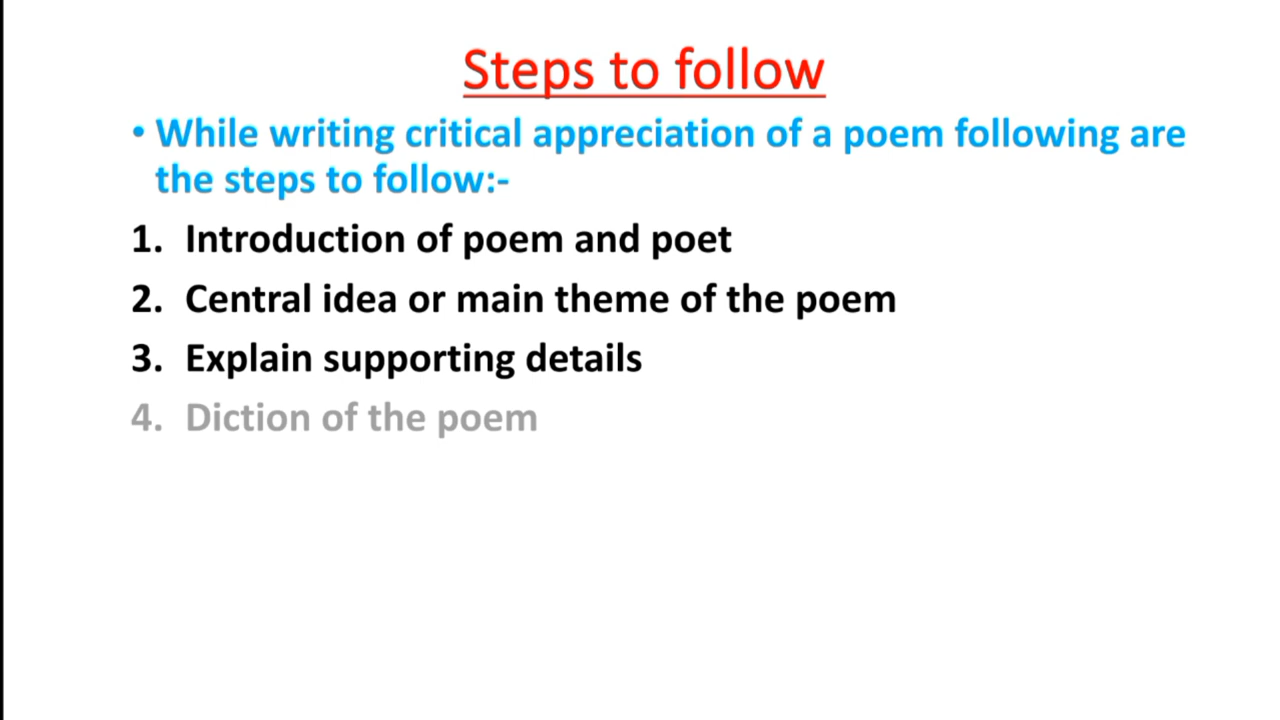 Steps to follow
• While writing critical appreciation of a poem following are
the steps to follow:-
1. Introduction of poem and poet
2. Central idea or main theme of the poem
3. Explain supporting details
4. Diction of the poem